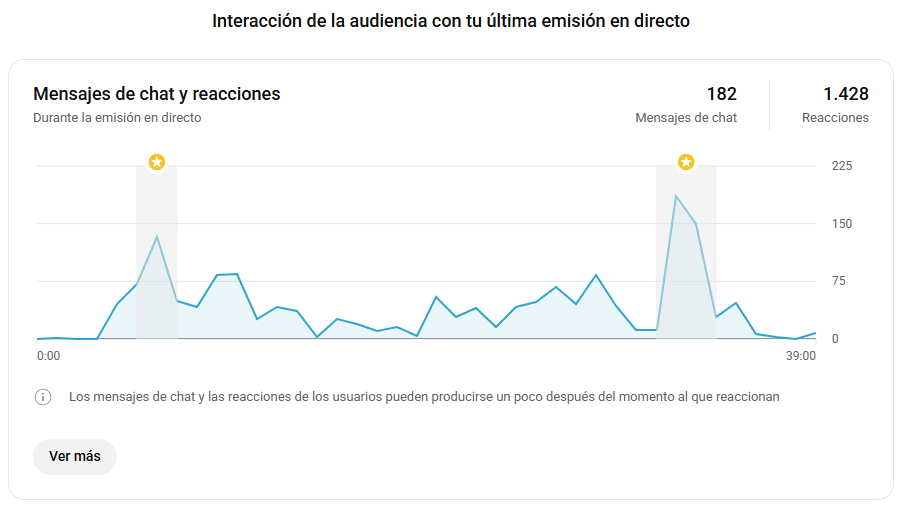 Interacción de la audiencia con tu última emisión en directo
Mensajes de chat y reacciones
Durante la emisión en directo
182
Mensajes de chat
1.428
Reacciones
225
150
75
0
0:00
39:00
Los mensajes de chat y las reacciones de los usuarios pueden producirse un poco después del momento al que reaccionan
Ver más